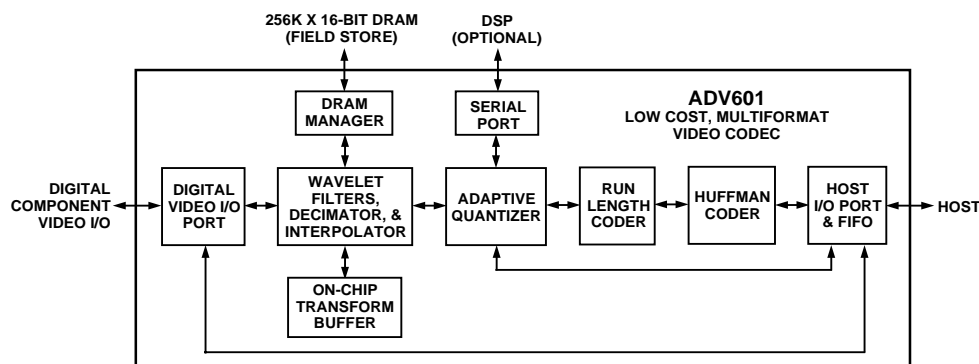 256K X 16-BIT DRAM
(FIELD STORE)
DSP
(OPTIONAL)
ADV601
LOW COST, MULTIFORMAT
VIDEO CODEC
DRAM
MANAGER
SERIAL
PORT
DIGITAL
COMPONENT
VIDEO I/O
DIGITAL
VIDEO I/O
PORT
WAVELET
FILTERS,
DECIMATOR, &
INTERPOLATOR
ADAPTIVE
QUANTIZER
RUN
LENGTH
CODER
HUFFMAN
CODER
HOST
I/O PORT
& FIFO
HOST
ON-CHIP
TRANSFORM
BUFFER